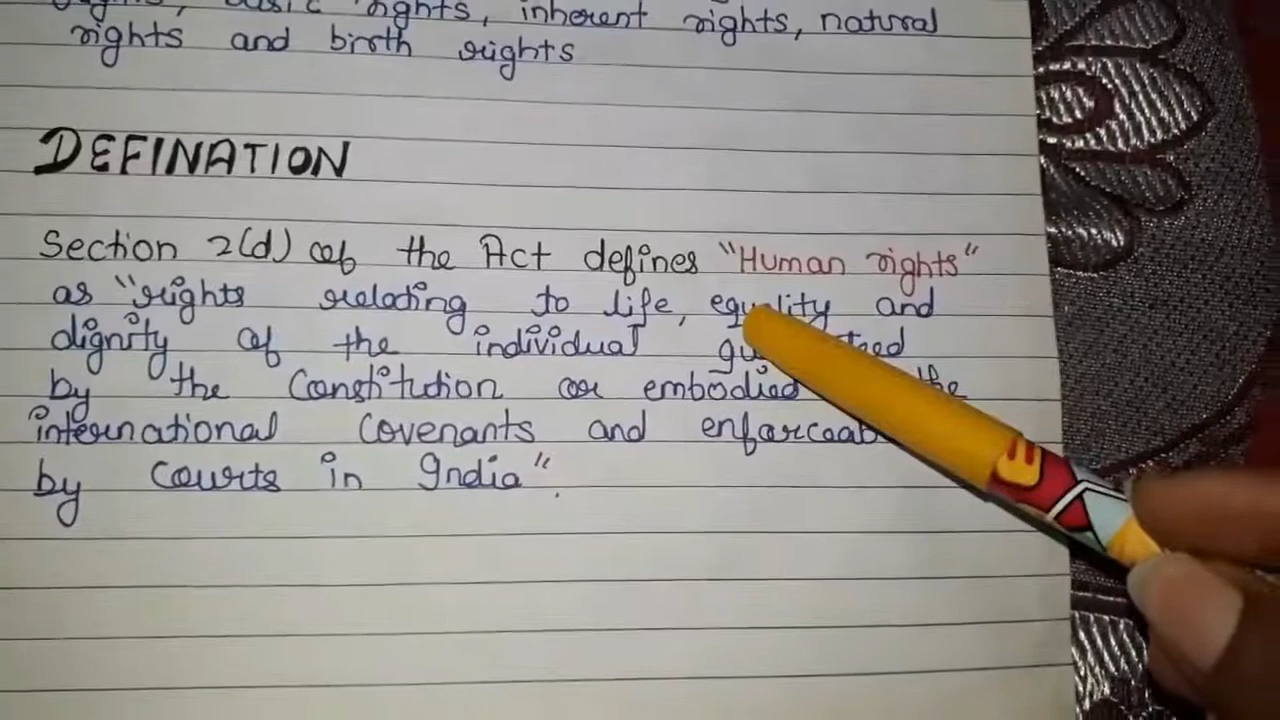 rights, basic rights, inherent rights, natural
rights and birth rights
DEFINATION
Section 2(d) of the Act defines "Human rights"
as "rights relating to life, equality and
dignity of the individual
by the Constitution or embodied the
international covenants and
by Courts in India".